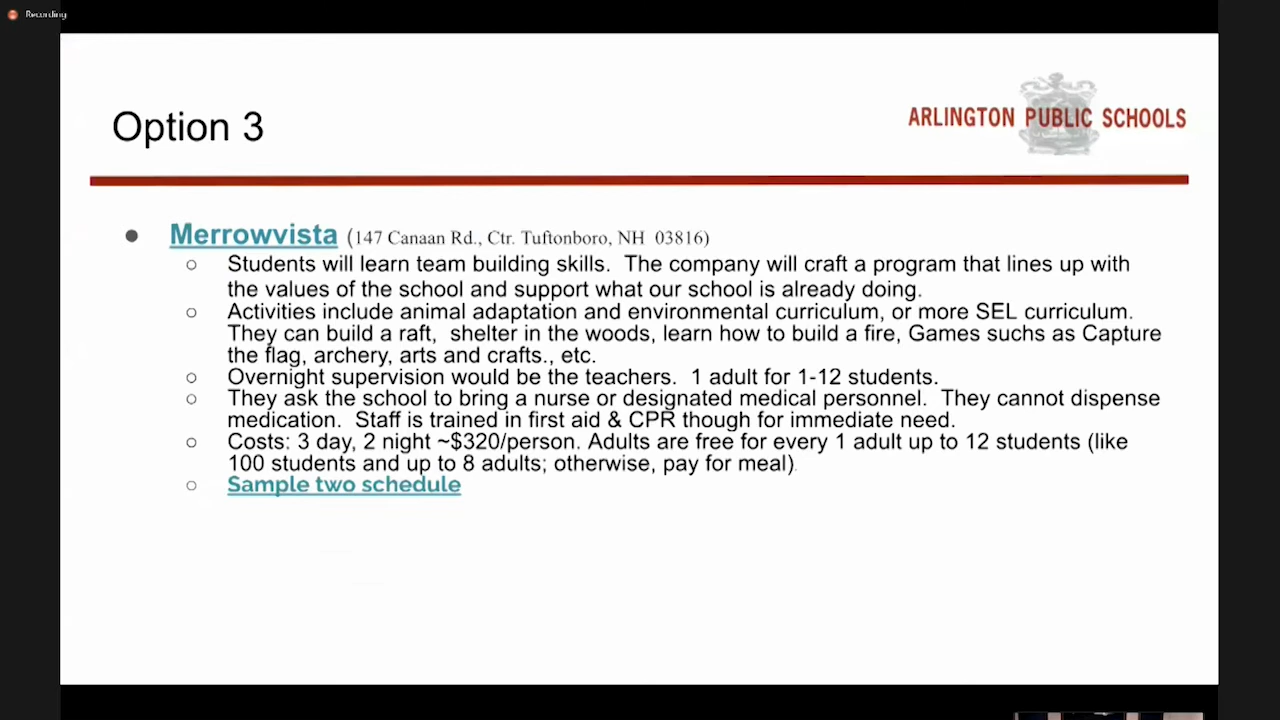 Recording
Option 3
ARLINGTON PUBLIC SCHOOLS
● Merrowvista (147 Canaan Rd., Ctr. Tuftonboro, NH 03816)
○ Students will learn team building skills. The company will craft a program that lines up with
the values of the school and support what our school is already doing.
○ Activities include animal adaptation and environmental curriculum, or more SEL curriculum.
They can build a raft, shelter in the woods, learn how to build a fire, Games suchs as Capture
the flag, archery, arts and crafts., etc.
○ Overnight supervision would be the teachers. 1 adult for 1-12 students.
○ They ask the school to bring a nurse or designated medical personnel. They cannot dispense
medication. Staff is trained in first aid & CPR though for immediate need.
○ Costs: 3 day, 2 night ~$320/person. Adults are free for every 1 adult up to 12 students (like
100 students and up to 8 adults; otherwise, pay for meal)
○ Sample two schedule